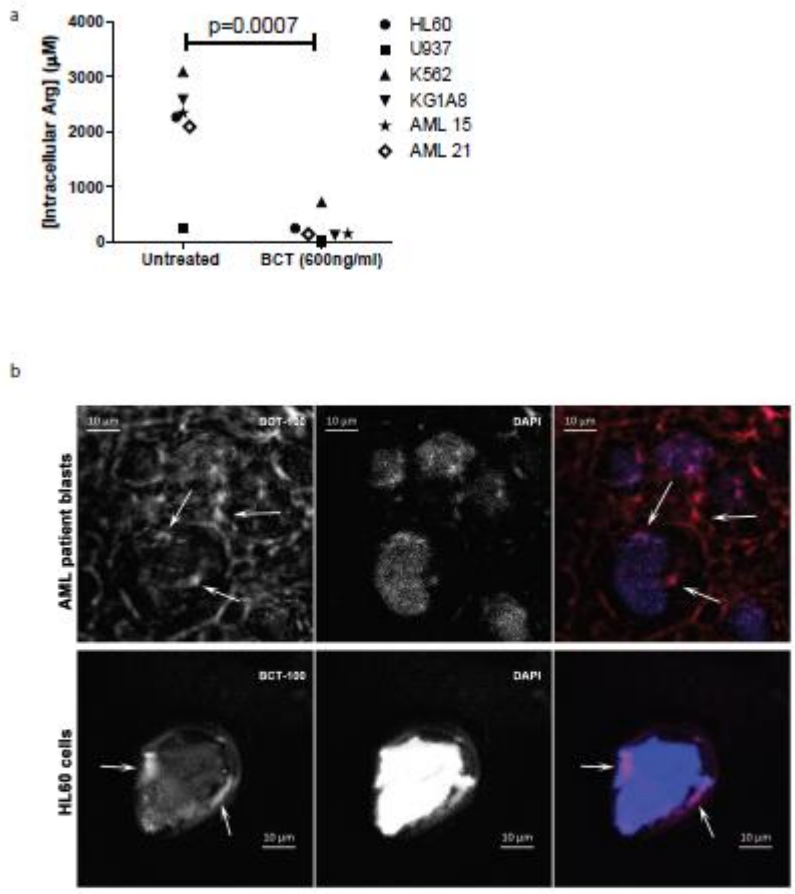 a
p=0.0007
[Intracellular Arg] (μM)
4000
3000
2000
1000
0
Untreated
BCT (600ng/ml)
HL60
U937
K562
KG1A8
AML 15
AML 21
b
AML patient blasts
10 μm
BCT-100
DAPI
10 μm
10 μm
HL60 cells
BCT-100
DAPI
10 μm
10 μm
10 μm